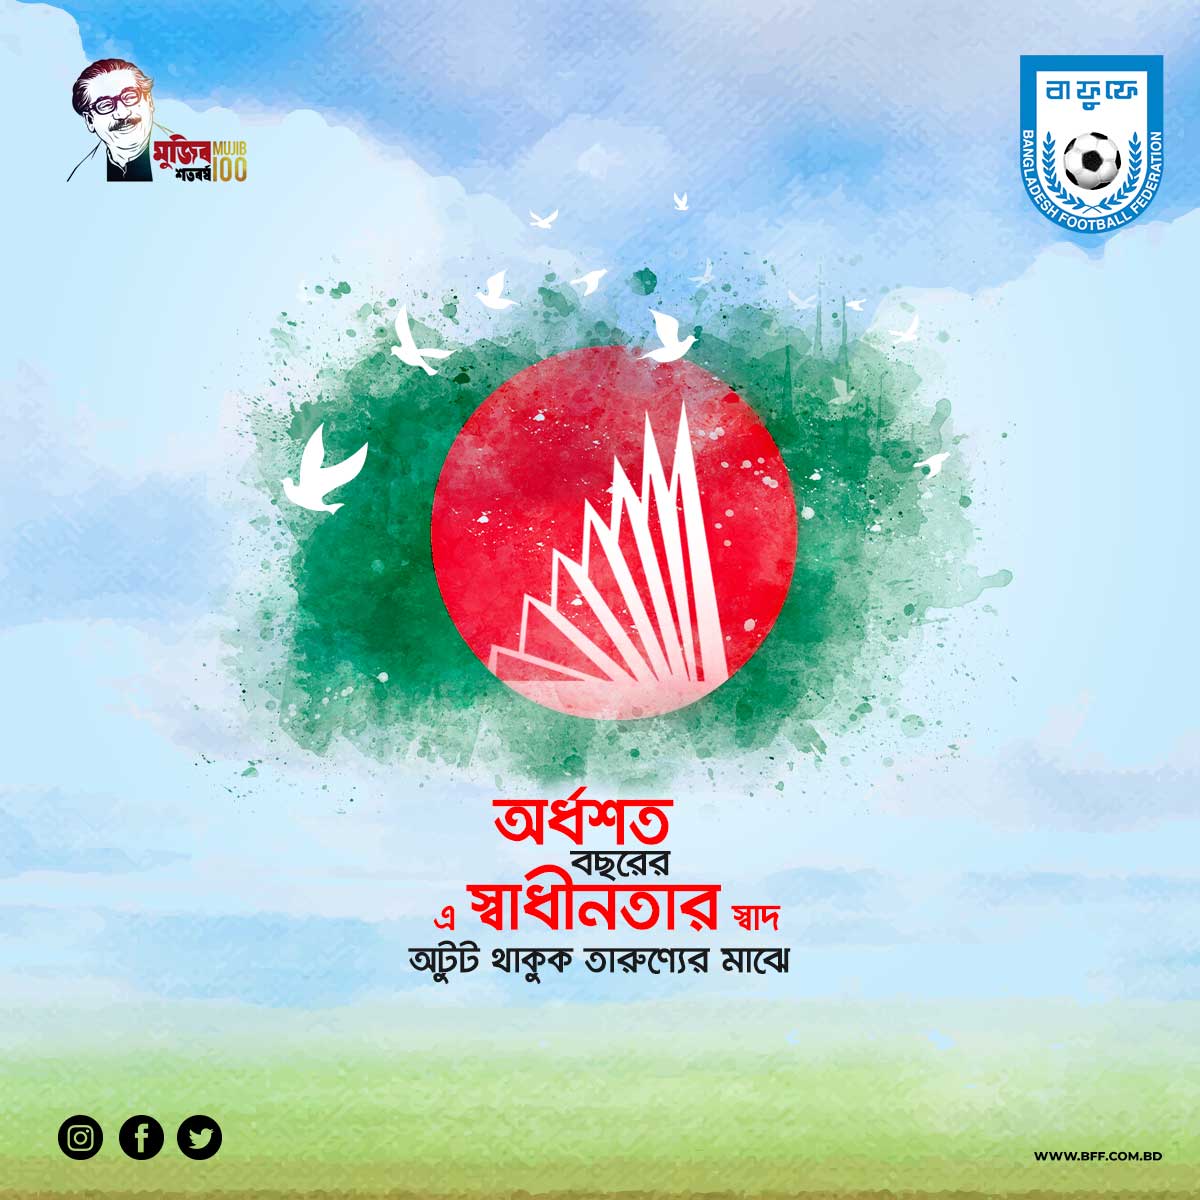 মুজিব MUJIB
শতবর্ষ 100
বাফুফে
BANGLADESH FOOTBALL FEDERATION
অর্ধশত
বছরের
এ স্বাধীনতার স্বাদ
অটুট থাকুক তারুণ্যের মাঝে
WWW.BFF.COM.BD